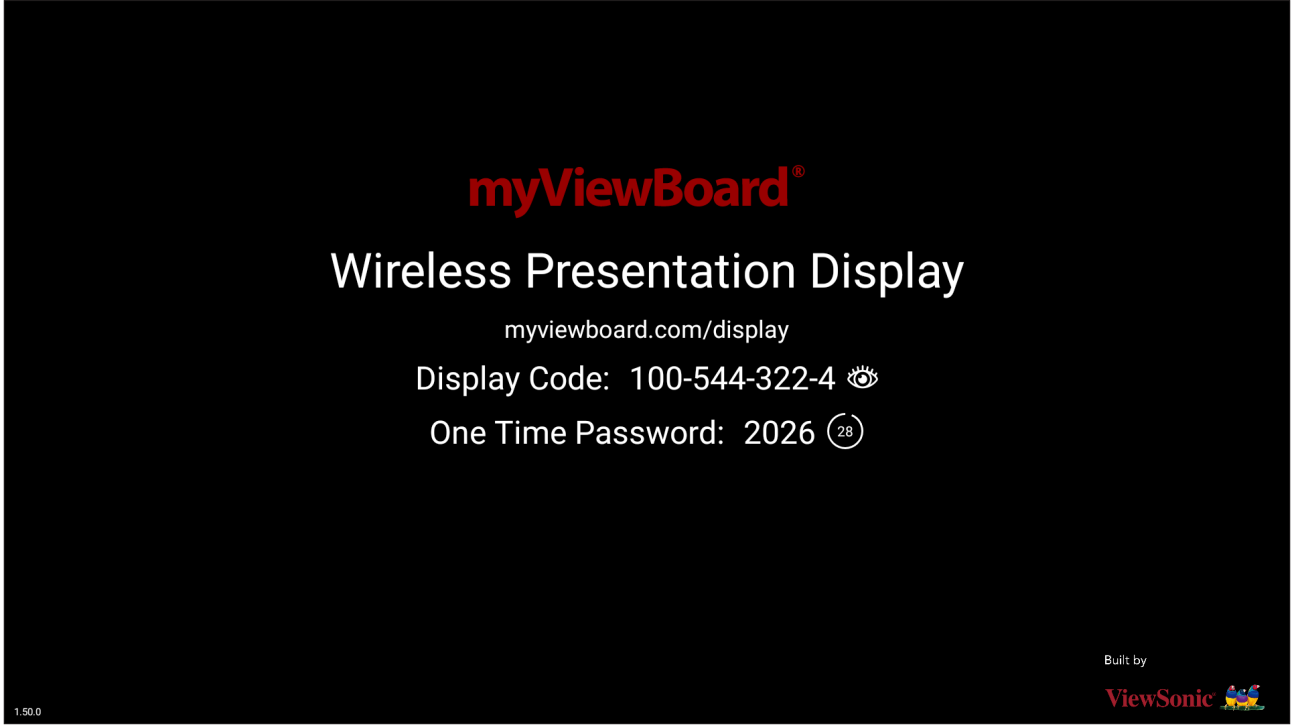 myViewBoard®
Wireless Presentation Display
myviewboard.com/display
Display Code: 100-544-322-4
One Time Password: 2026 28
Built by
ViewSonic
1.50.0